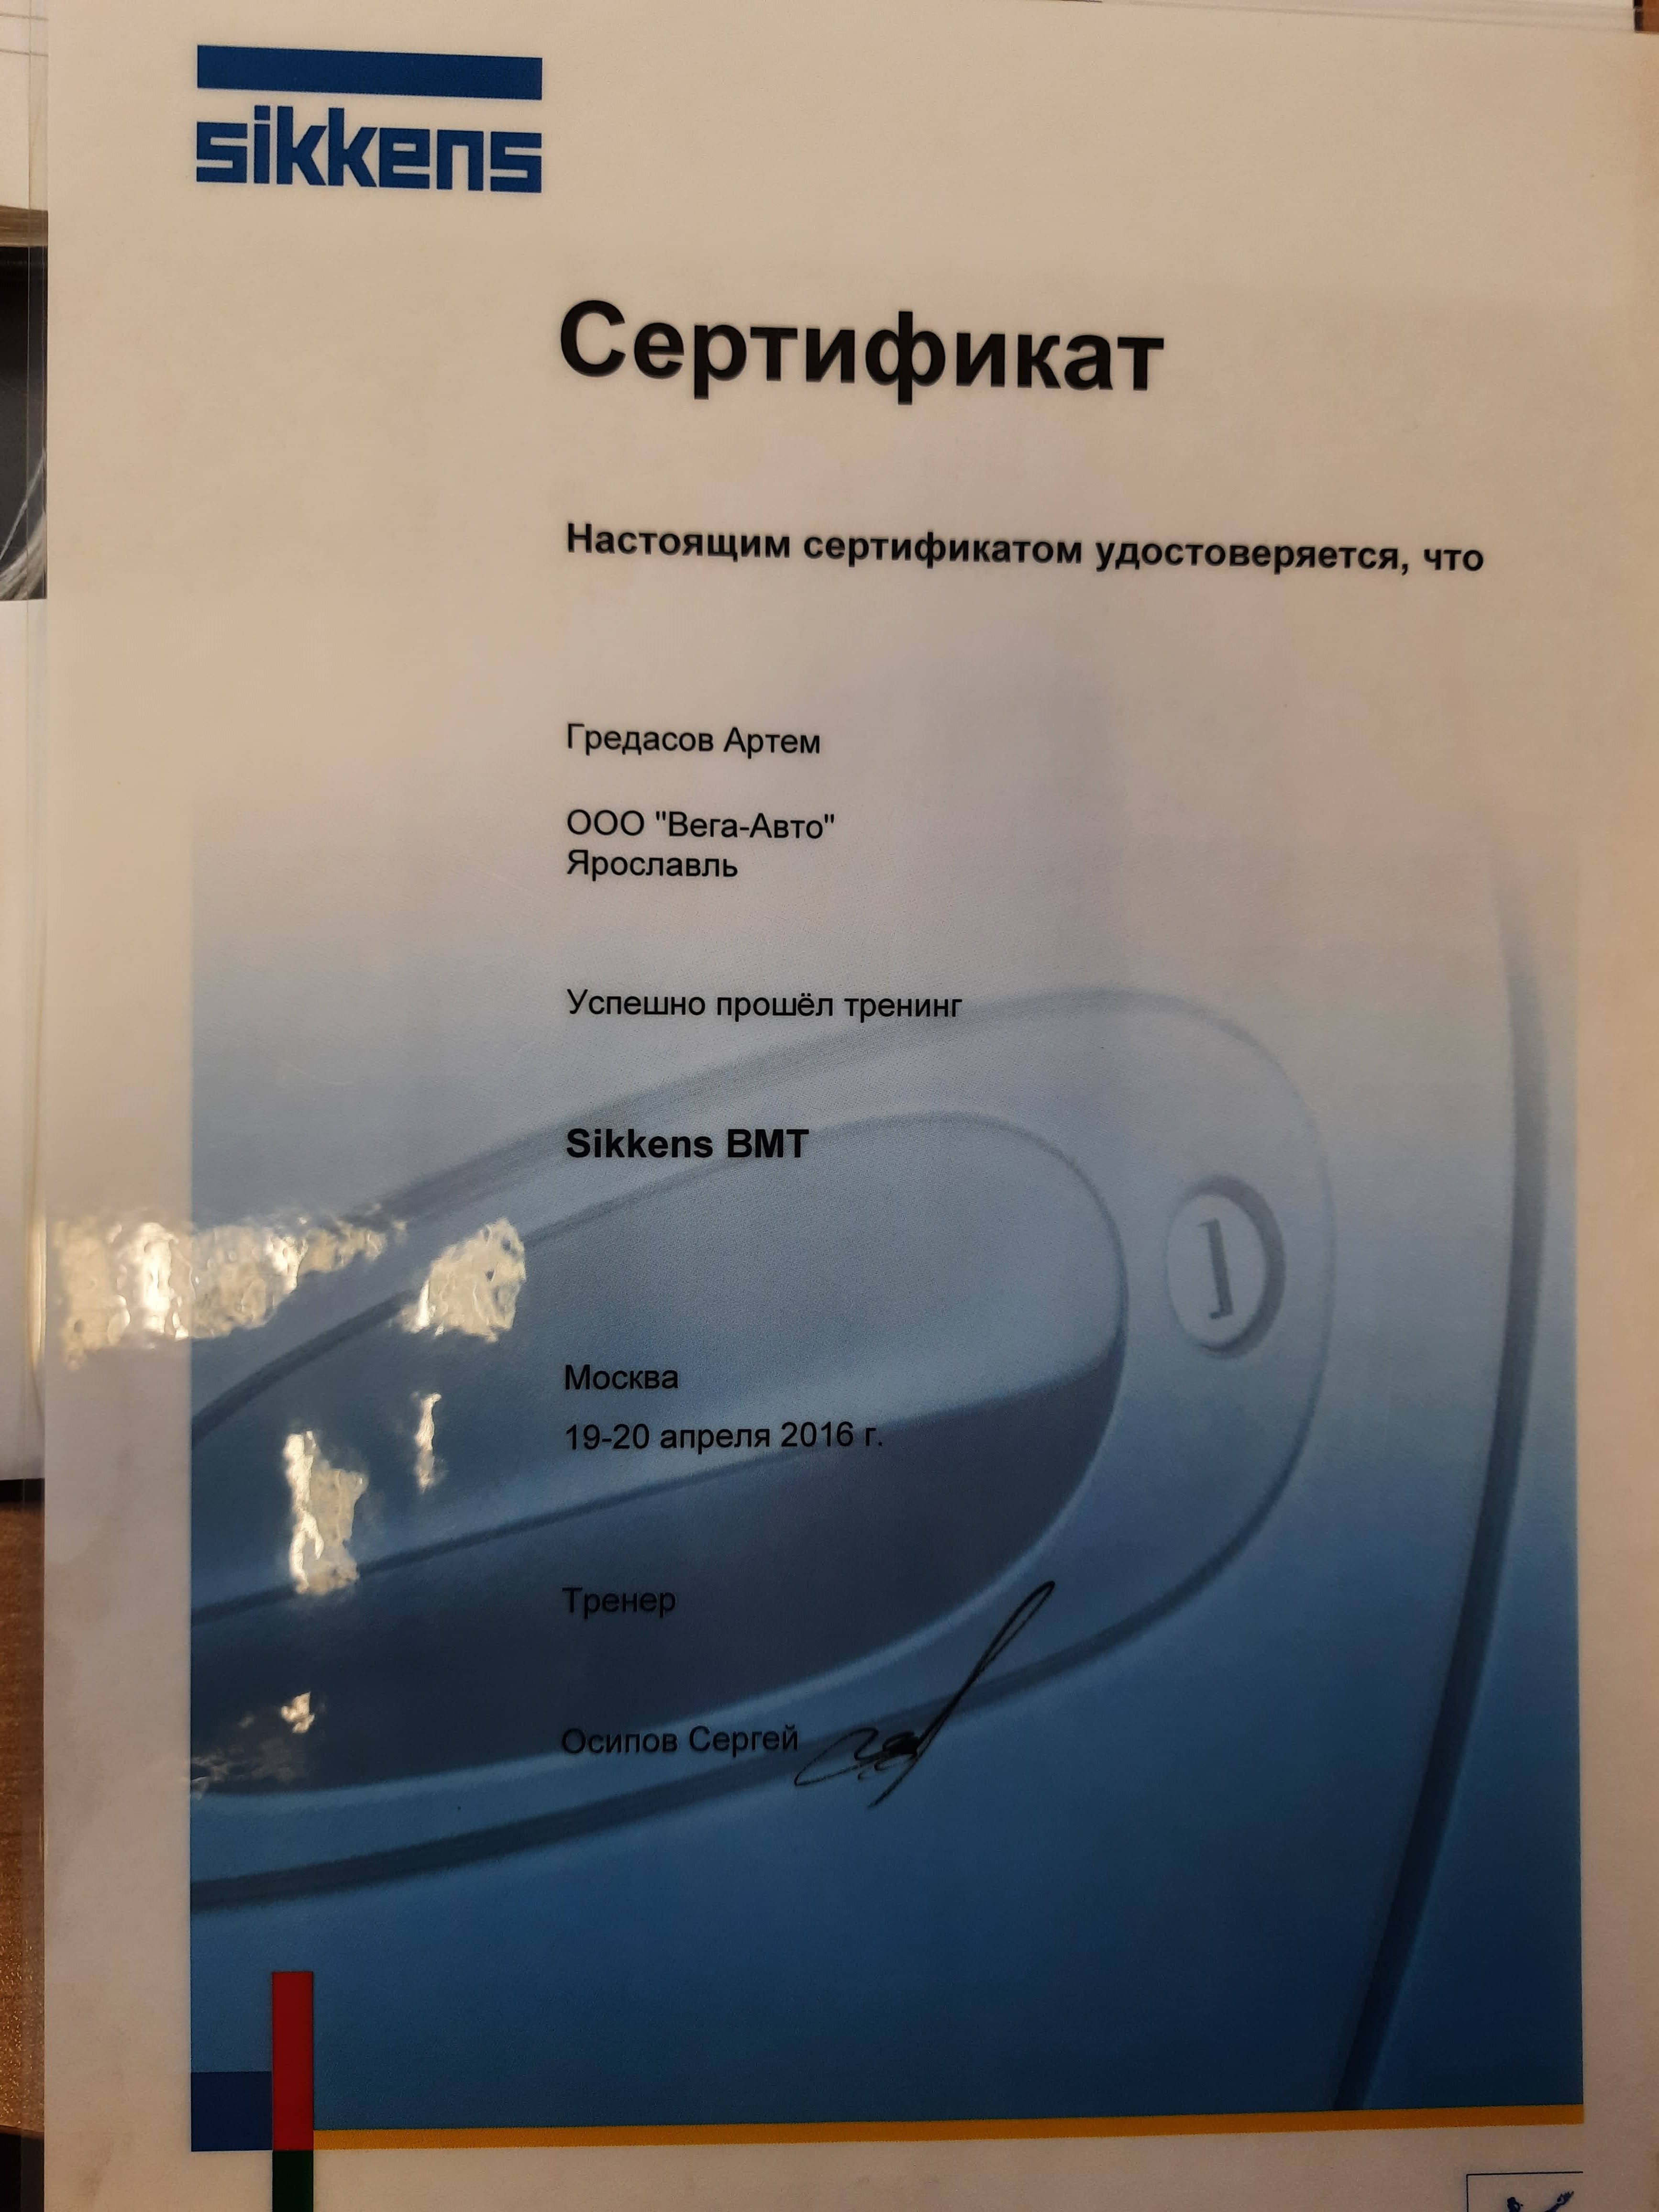 sikkens
Сертификат
Настоящим сертификатом удостоверяется, что
Гредасов Артем
ООО "Вега-Авто"
Ярославль
Успешно прошёл тренинг
Sikkens BMT
Москва
19-20 апреля 2016 г.
Тренер
Осипов Сергей